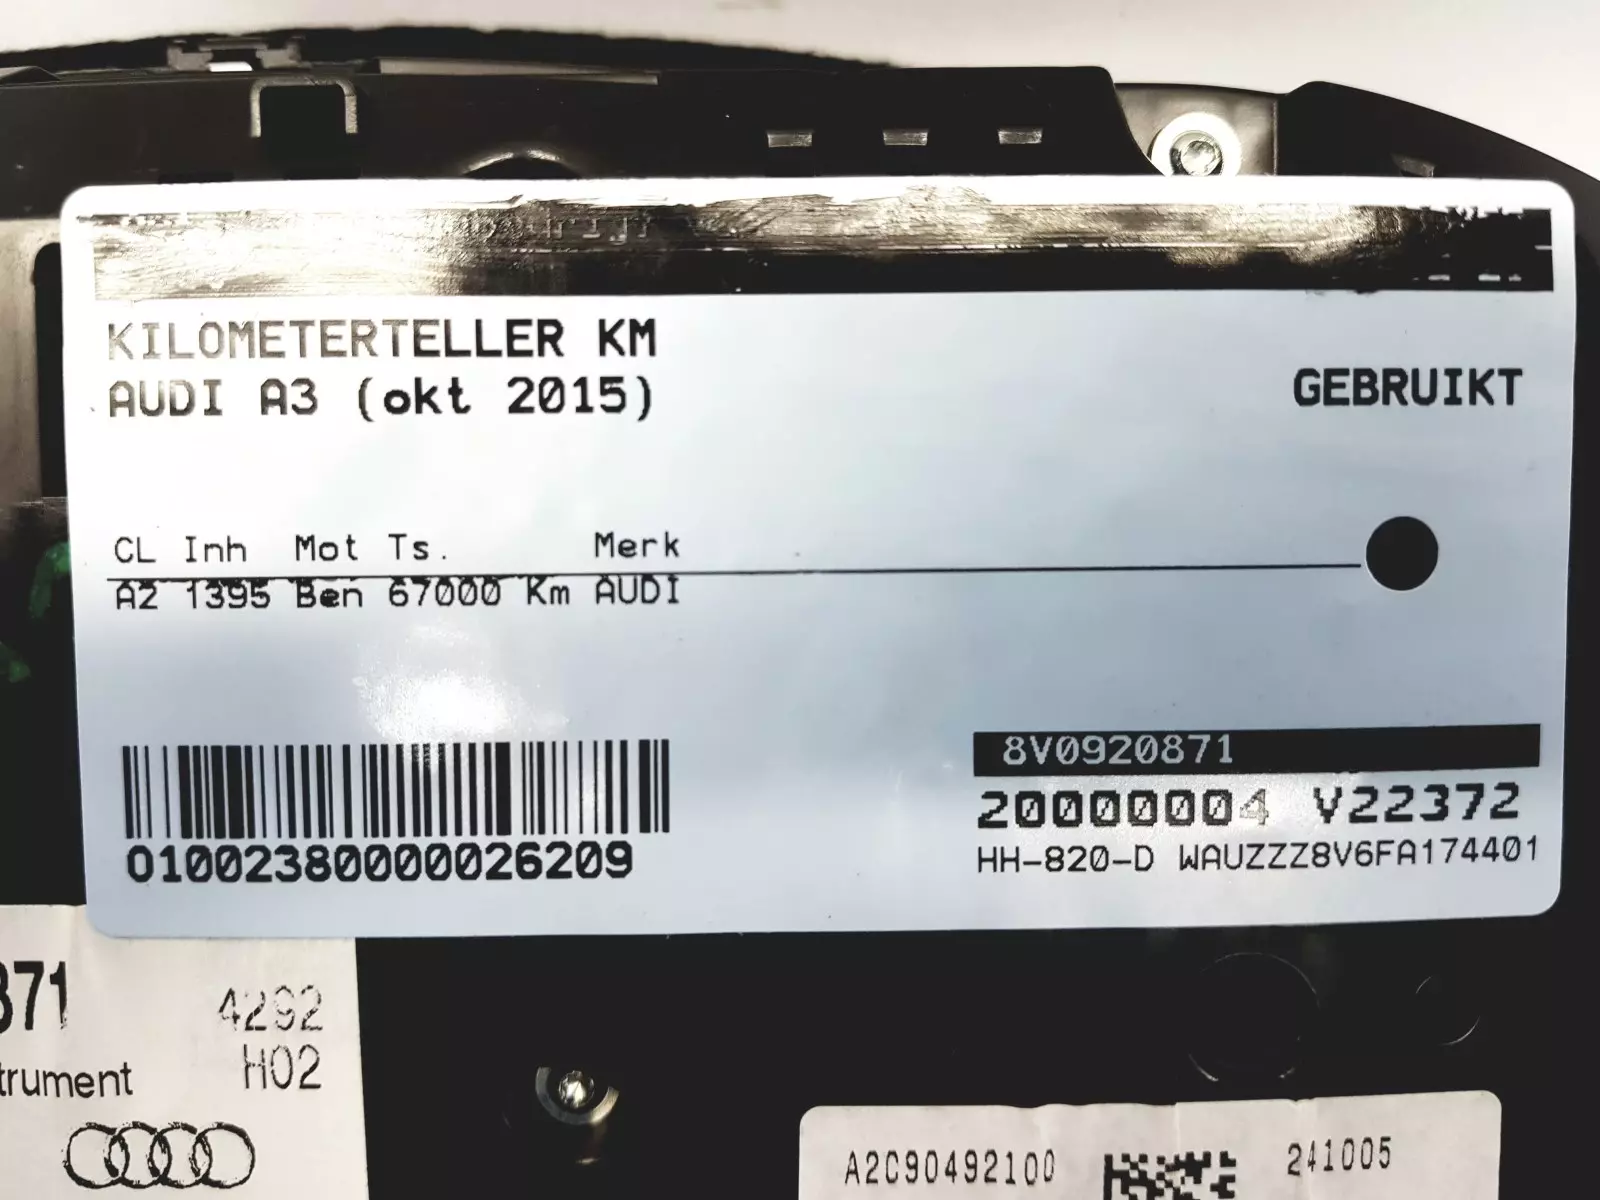 KILOMETERTELLER KM
AUDI A3 (okt 2015)
GEBRUIKT
CL Inh Mot Ts. Merk
A2 1395 Ben 67000 Km AUDI
8V0920871
20000004 V22372
HH-820-D WAUZZZ8V6FA174401
01002380000026209
871 4292
H02
trument
A2C90492100 241005